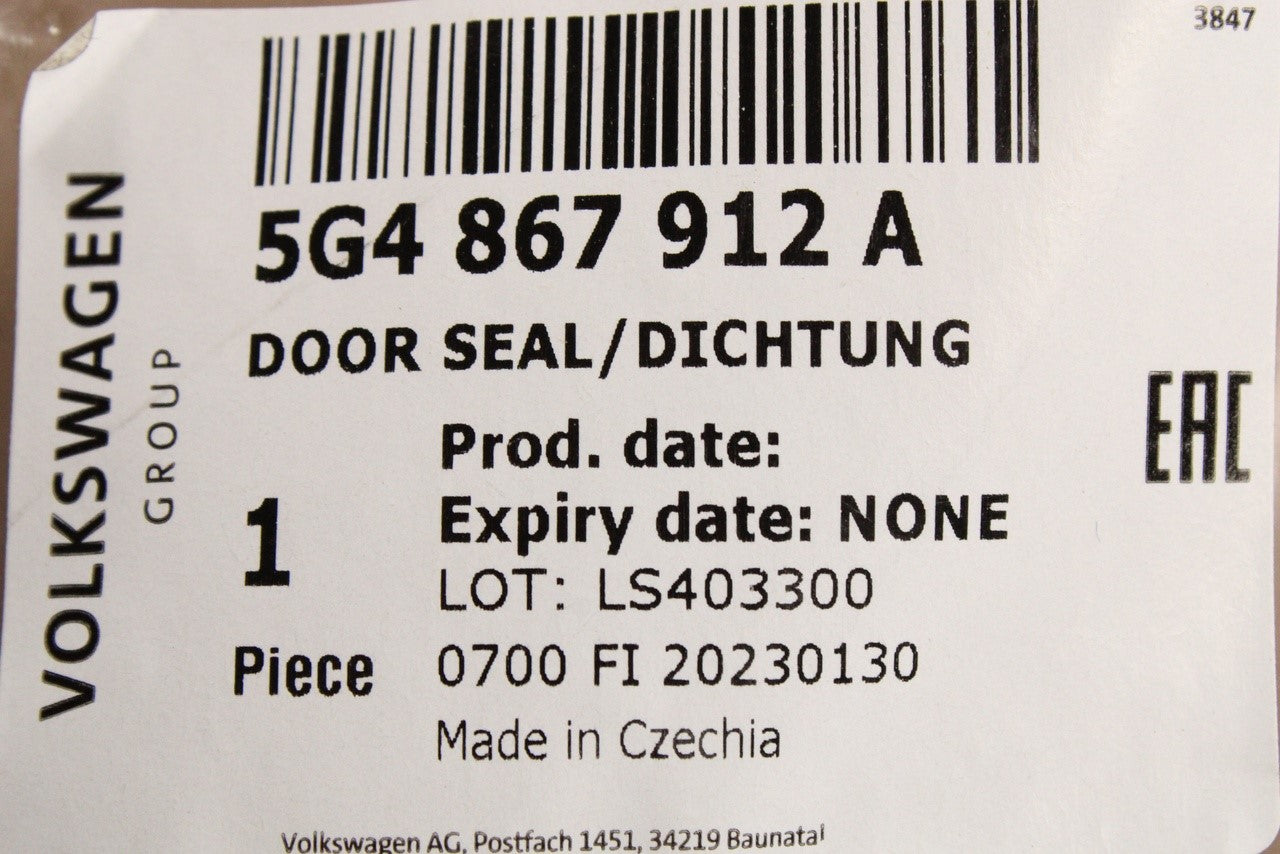 3847
VOLKSWAGEN
GROUP
5G4 867 912 A
DOOR SEAL/DICHTUNG
EAC
Prod. date:
Expiry date: NONE
1
LOT: LS403300
Piece
0700 FI 20230130
Made in Czechia
Volkswagen AG, Postfach 1451, 34219 Baunatal